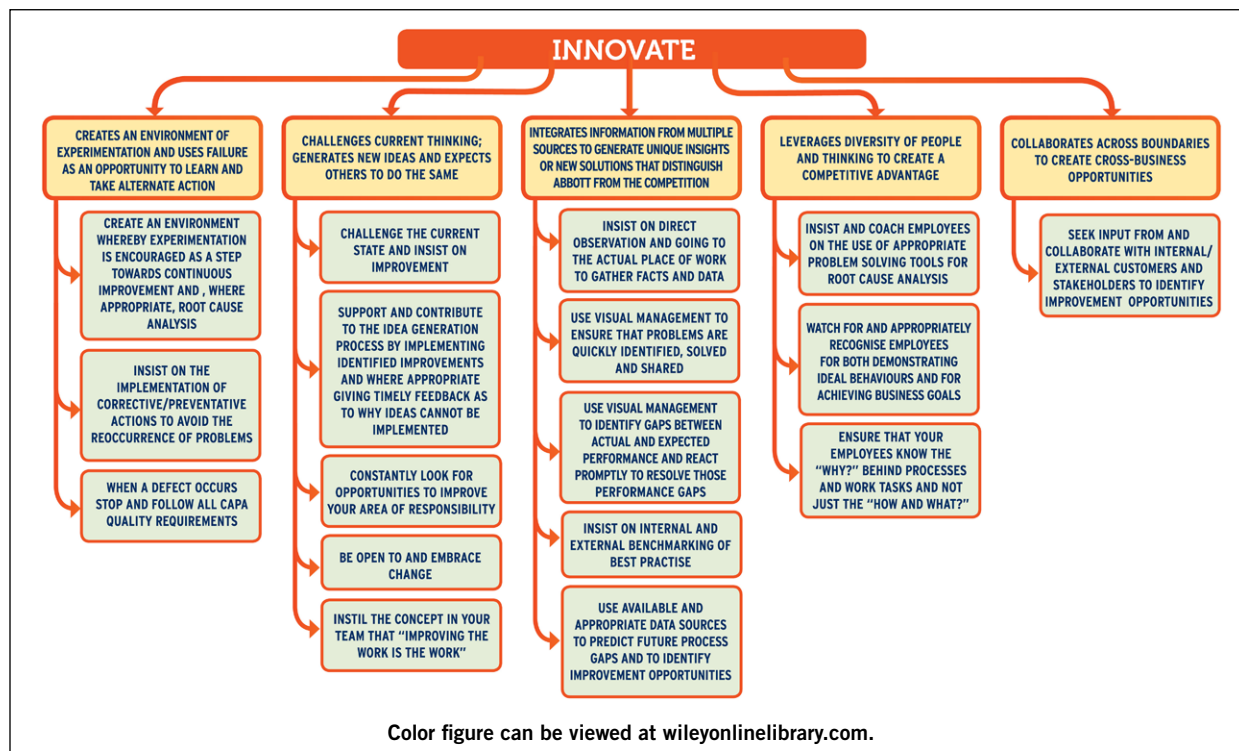 INNOVATE
CREATES AN ENVIRONMENT OF
EXPERIMENTATION AND USES FAILURE
AS AN OPPORTUNITY TO LEARN AND
TAKE ALTERNATE ACTION
CREATE AN ENVIRONMENT
WHEREBY EXPERIMENTATION
IS ENCOURAGED AS A STEP
TOWARDS CONTINUOUS
IMPROVEMENT AND , WHERE
APPROPRIATE, ROOT CAUSE
ANALYSIS
INSIST ON THE
IMPLEMENTATION OF
CORRECTIVE/PREVENTATIVE
ACTIONS TO AVOID THE
REOCCURRENCE OF PROBLEMS
WHEN A DEFECT OCCURS
STOP AND FOLLOW ALL CAPA
QUALITY REQUIREMENTS
CHALLENGES CURRENT THINKING;
GENERATES NEW IDEAS AND EXPECTS
OTHERS TO DO THE SAME
CHALLENGE THE CURRENT
STATE AND INSIST ON
IMPROVEMENT
SUPPORT AND CONTRIBUTE
TO THE IDEA GENERATION
PROCESS BY IMPLEMENTING
IDENTIFIED IMPROVEMENTS
AND WHERE APPROPRIATE
GIVING TIMELY FEEDBACK AS
TO WHY IDEAS CANNOT BE
IMPLEMENTED
CONSTANTLY LOOK FOR
OPPORTUNITIES TO IMPROVE
YOUR AREA OF RESPONSIBILITY
BE OPEN TO AND EMBRACE
CHANGE
INSTIL THE CONCEPT IN YOUR
TEAM THAT “IMPROVING THE
WORK IS THE WORK”
INTEGRATES INFORMATION FROM MULTIPLE
SOURCES TO GENERATE UNIQUE INSIGHTS
OR NEW SOLUTIONS THAT DISTINGUISH
ABBOTT FROM THE COMPETITION
INSIST ON DIRECT
OBSERVATION AND GOING TO
THE ACTUAL PLACE OF WORK
TO GATHER FACTS AND DATA
USE VISUAL MANAGEMENT TO
ENSURE THAT PROBLEMS ARE
QUICKLY IDENTIFIED, SOLVED
AND SHARED
USE VISUAL MANAGEMENT
TO IDENTIFY GAPS BETWEEN
ACTUAL AND EXPECTED
PERFORMANCE AND REACT
PROMPTLY TO RESOLVE THOSE
PERFORMANCE GAPS
INSIST ON INTERNAL AND
EXTERNAL BENCHMARKING OF
BEST PRACTISE
USE AVAILABLE AND
APPROPRIATE DATA SOURCES
TO PREDICT FUTURE PROCESS
GAPS AND TO IDENTIFY
IMPROVEMENT OPPORTUNITIES
LEVERAGES DIVERSITY OF PEOPLE
AND THINKING TO CREATE A
COMPETITIVE ADVANTAGE
INSIST AND COACH EMPLOYEES
ON THE USE OF APPROPRIATE
PROBLEM SOLVING TOOLS FOR
ROOT CAUSE ANALYSIS
WATCH FOR AND APPROPRIATELY
RECOGNISE EMPLOYEES
FOR BOTH DEMONSTRATING
IDEAL BEHAVIOURS AND FOR
ACHIEVING BUSINESS GOALS
ENSURE THAT YOUR
EMPLOYEES KNOW THE
“WHY?” BEHIND PROCESSES
AND WORK TASKS AND NOT
JUST THE “HOW AND WHAT?”
COLLABORATES ACROSS BOUNDARIES
TO CREATE CROSS-BUSINESS
OPPORTUNITIES
SEEK INPUT FROM AND
COLLABORATE WITH INTERNAL/
EXTERNAL CUSTOMERS AND
STAKEHOLDERS TO IDENTIFY
IMPROVEMENT OPPORTUNITIES
Color figure can be viewed at wileyonlinelibrary.com.